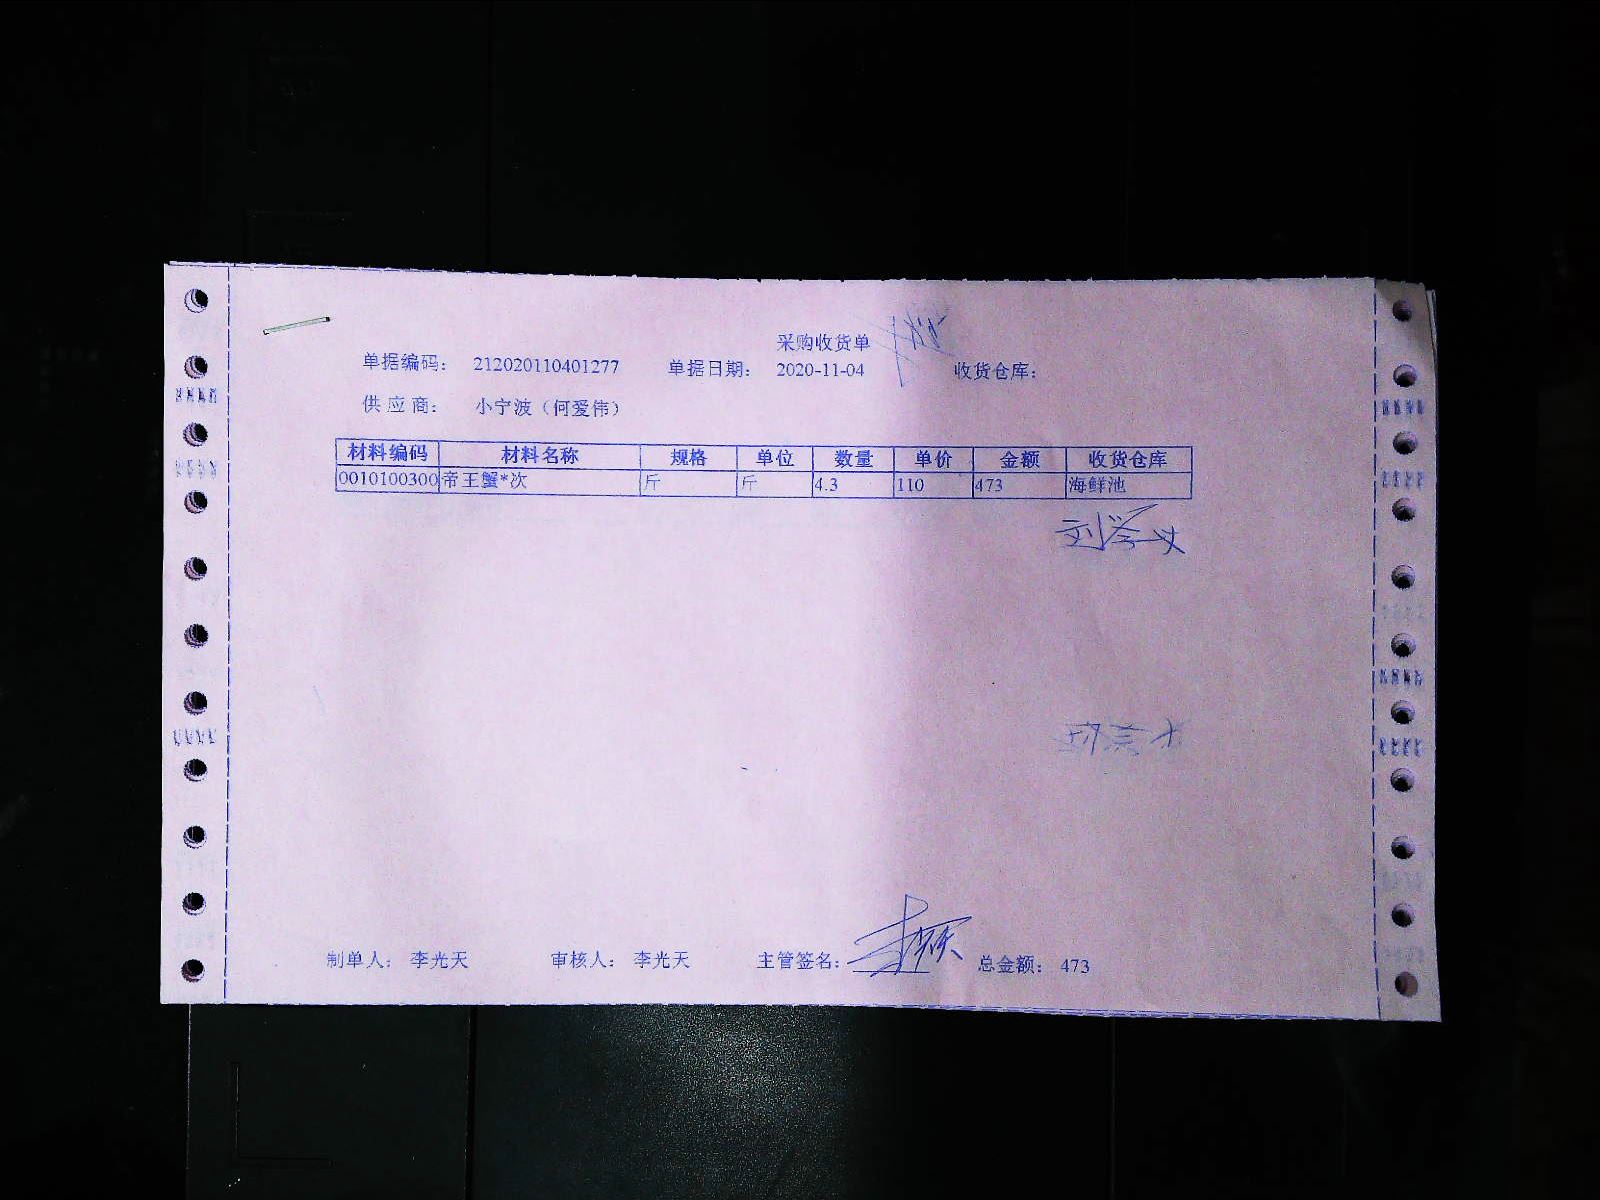 采购收货单
单据编码： 212020110401277 单据日期： 2020-11-04 收货仓库：
供 应 商： 小宁波（何爱伟）
材料编码 材料名称 规格 单位 数量 单价 金额 收货仓库
0010100300 帝王蟹*次 斤 斤 4.3 110 473 海鲜池
刘学义
制单人： 李光天 审核人： 李光天 主管签名： 总金额： 473